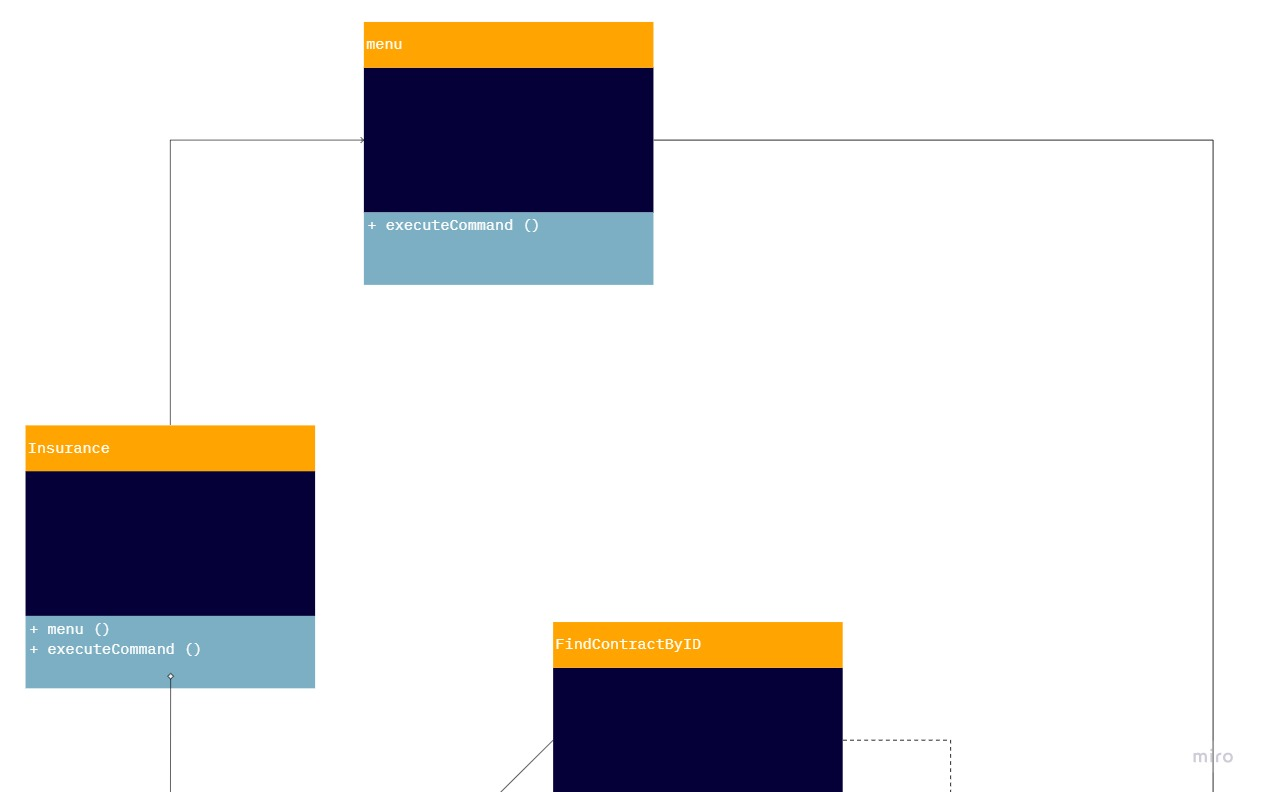 menu
+ executeCommand ()
Insurance
+ menu ()
+ executeCommand ()
FindContractByID
miro